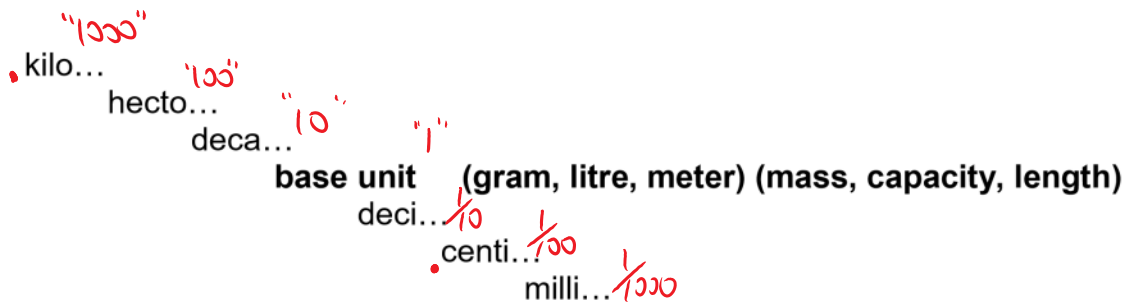 "1000"
kilo…
"100"
hecto…
"10"
deca…
"1"
base unit (gram, litre, meter) (mass, capacity, length)
deci… 1/10
centi… 1/100
milli… 1/1000